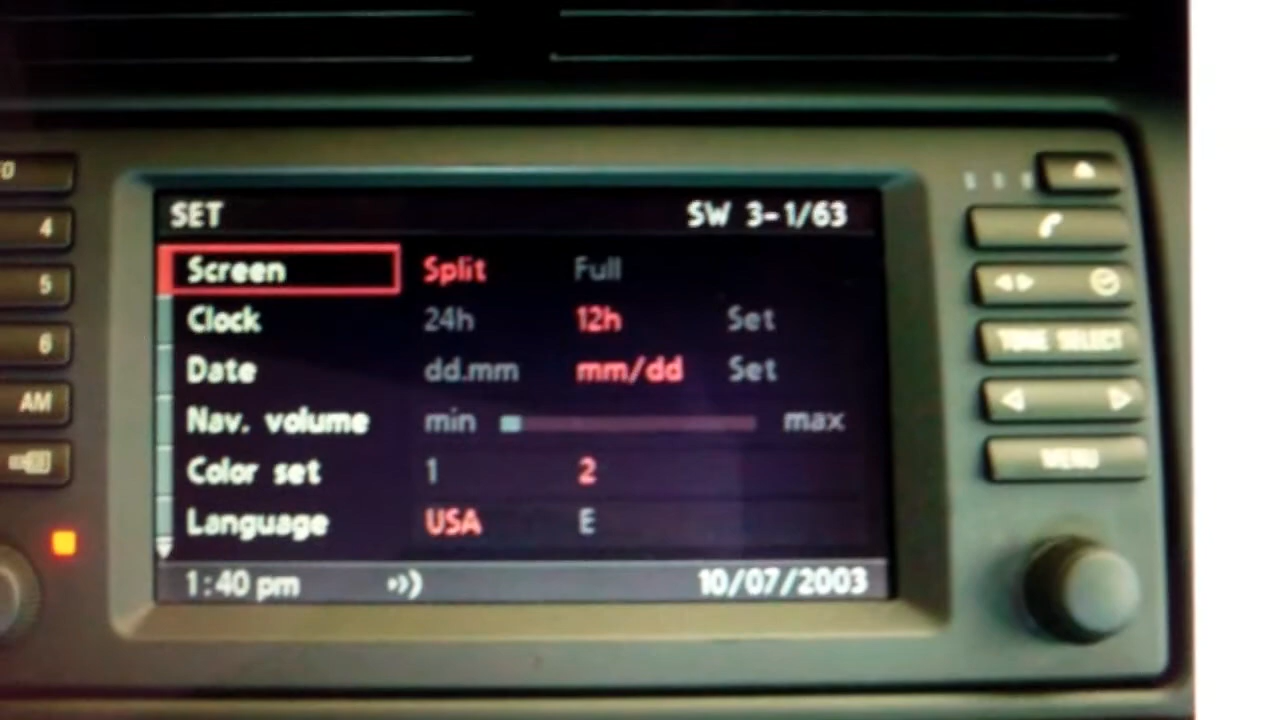 SET SW 3-1/63
Screen Split Full
Clock 24h 12h Set
Date dd.mm mm/dd Set
Nav. volume min max
Color set 1 2
Language USA E
1:40 pm 10/07/2003
4
5
6
AM
TONE SELECT
MENU